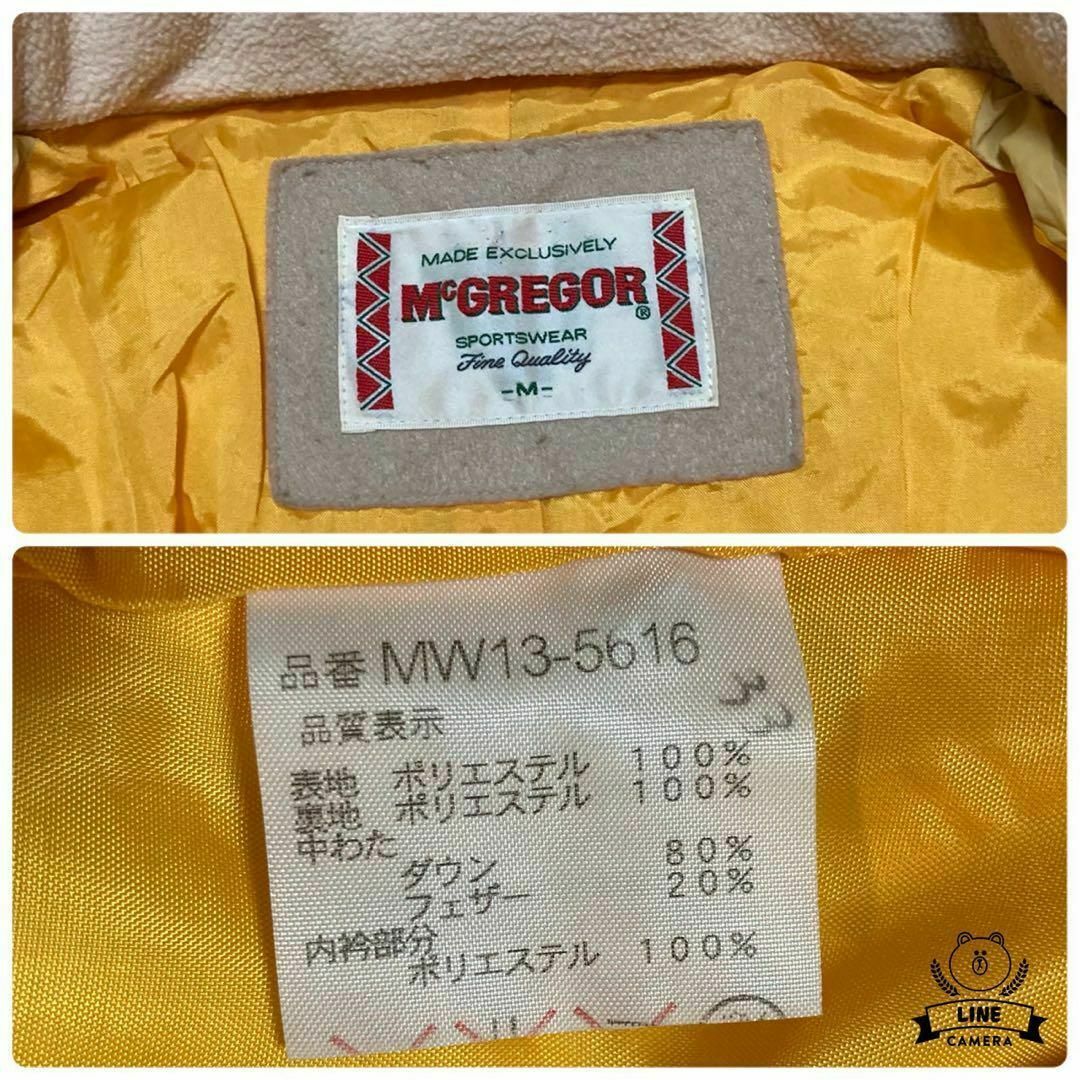 MADE EXCLUSIVELY
McGREGOR®
SPORTSWEAR
Fine Quality
-M-
品番 MW13-5616
品質表示
表地 ポリエステル 100%
裏地 ポリエステル 100%
中わた
ダウン 80%
フェザー 20%
内衿部分
ポリエステル 100%
LINE
CAMERA